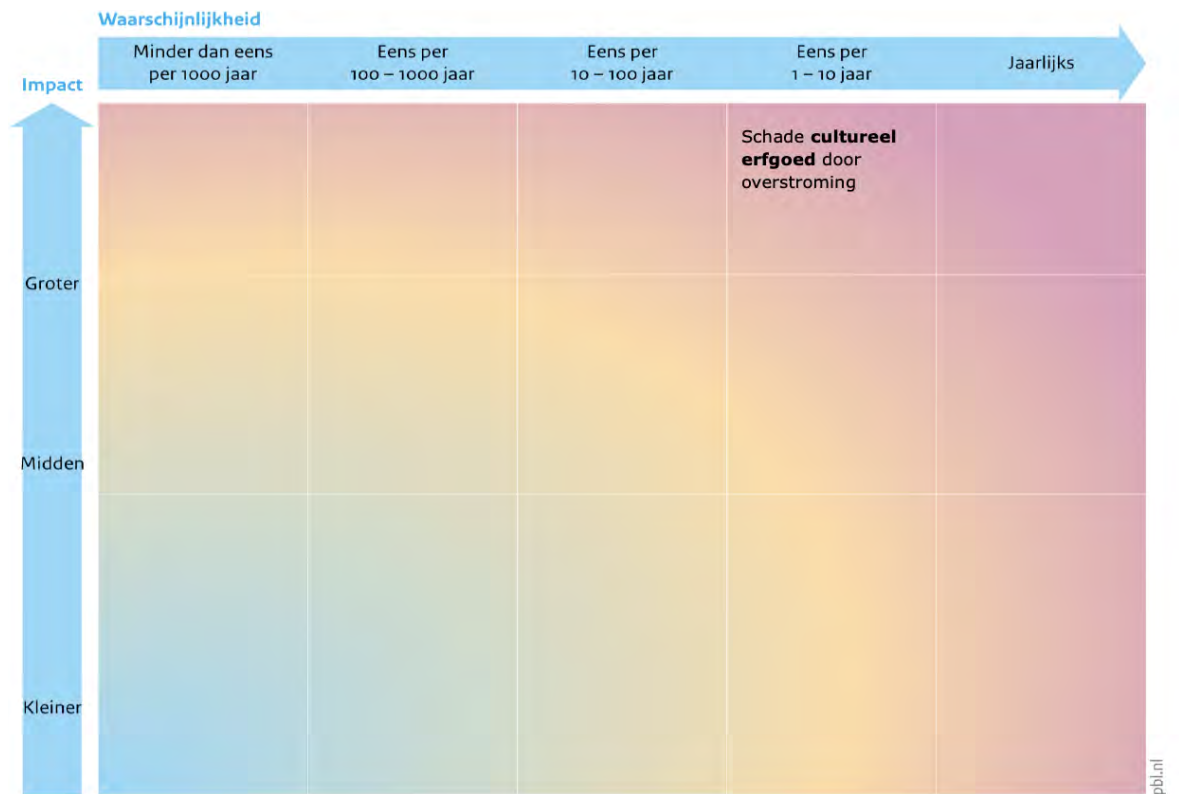 Waarschijnlijkheid
Minder dan eens
per 1000 jaar
Eens per
100 – 1000 jaar
Eens per
10 – 100 jaar
Eens per
1 – 10 jaar
Jaarlijks
Impact
Schade cultureel
erfgoed door
overstroming
Groter
Midden
Kleiner
pbl.nl